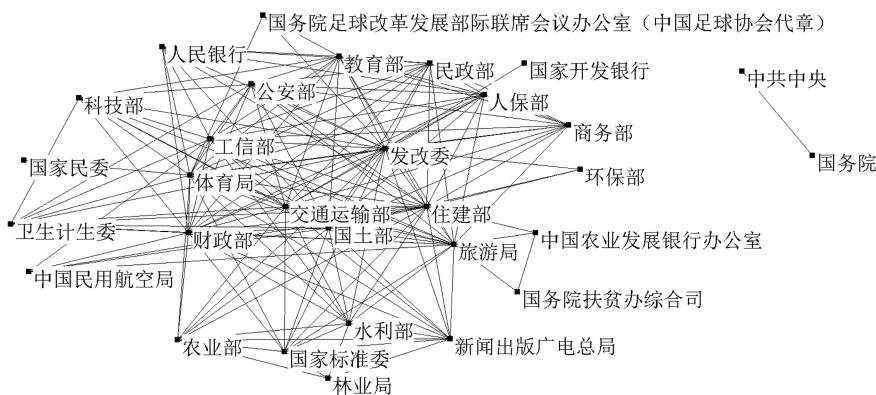 国务院足球改革发展部际联席会议办公室（中国足球协会代章）
人民银行
教育部
民政部
国家开发银行
中共中央
公安部
人保部
科技部
商务部
工信部
发改委
国务院
国家民委
体育局
环保部
交通运输部
住建部
卫生计生委
财政部
国土部
旅游局
中国农业发展银行办公室
中国民用航空局
国务院扶贫办综合司
水利部
农业部
国家标准委
新闻出版广电总局
林业局